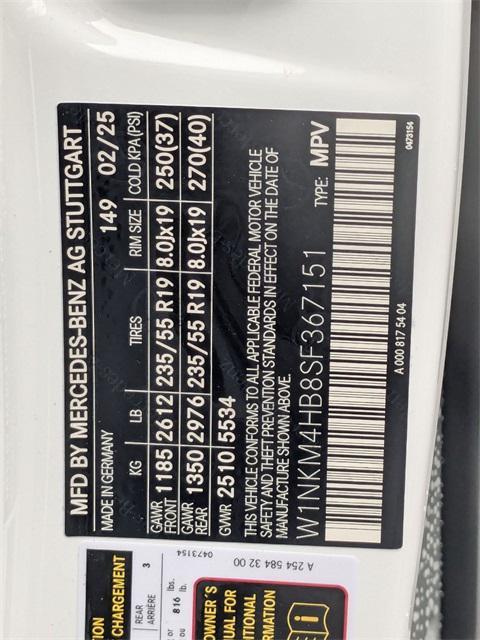 MFD BY MERCEDES-BENZ AG STUTTGART
MADE IN GERMANY 149 02/25
KG LB TIRES RIM SIZE COLD KPA (PSI)
GAWR FRONT 1185 2612 235/55 R19 8.0Jx19 250(37)
GAWR REAR 1350 2976 235/55 R19 8.0Jx19 270(40)
GVWR 2510/5534
THIS VEHICLE CONFORMS TO ALL APPLICABLE FEDERAL MOTOR VEHICLE
SAFETY AND THEFT PREVENTION STANDARDS IN EFFECT ON THE DATE OF
MANUFACTURE SHOWN ABOVE.
W1NKM4HB8SF367151 TYPE: MPV
A 000 817 54 04
0473154
CHARGEMENT
REAR
ARRIÈRE
3
or
ou
816
lbs.
lb.
0473154
OWNER'S
A 254 584 32 00